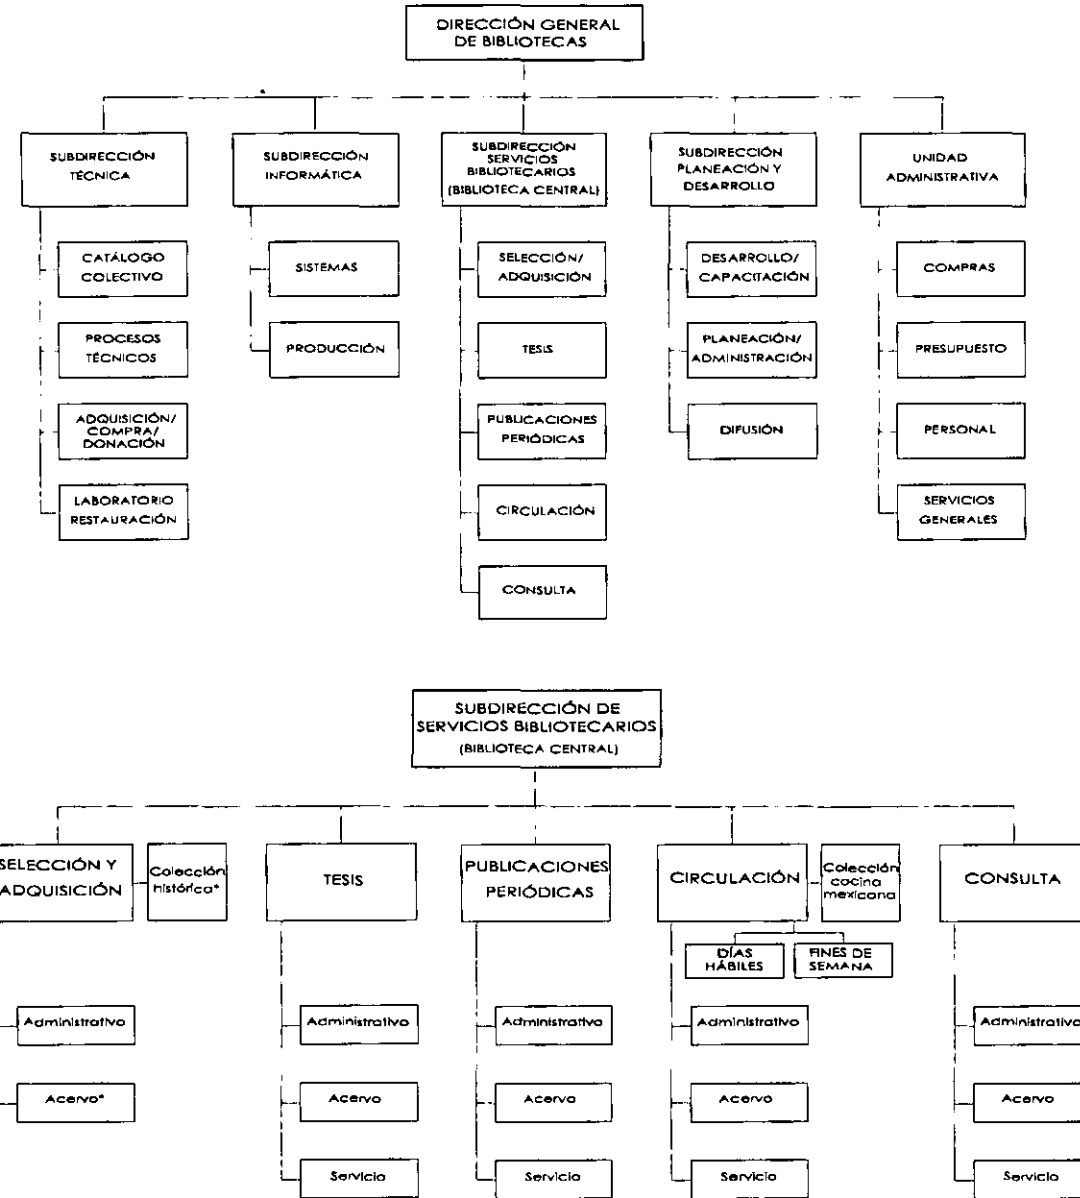 DIRECCIÓN GENERAL
DE BIBLIOTECAS
SUBDIRECCIÓN
TÉCNICA
SUBDIRECCIÓN
INFORMÁTICA
SUBDIRECCIÓN
SERVICIOS
BIBLIOTECARIOS
(BIBLIOTECA CENTRAL)
SUBDIRECCIÓN
PLANEACIÓN Y
DESARROLLO
UNIDAD
ADMINISTRATIVA
CATÁLOGO
COLECTIVO
SISTEMAS
SELECCIÓN/
ADQUISICIÓN
DESARROLLO/
CAPACITACIÓN
COMPRAS
PROCESOS
TÉCNICOS
PRODUCCIÓN
TESIS
PLANEACIÓN/
ADMINISTRACIÓN
PRESUPUESTO
ADQUISICIÓN/
COMPRA/
DONACIÓN
PUBLICACIONES
PERIÓDICAS
DIFUSIÓN
PERSONAL
LABORATORIO
RESTAURACIÓN
CIRCULACIÓN
SERVICIOS
GENERALES
CONSULTA
SUBDIRECCIÓN DE
SERVICIOS BIBLIOTECARIOS
(BIBLIOTECA CENTRAL)
SELECCIÓN Y
ADQUISICIÓN
Colección
histórica*
TESIS
PUBLICACIONES
PERIÓDICAS
CIRCULACIÓN
Colección
cocina
mexicana
CONSULTA
DÍAS
HÁBILES
FINES DE
SEMANA
Administrativo
Administrativo
Administrativo
Administrativo
Administrativo
Acervo*
Acervo
Acervo
Acervo
Acervo
Servicio
Servicio
Servicio
Servicio